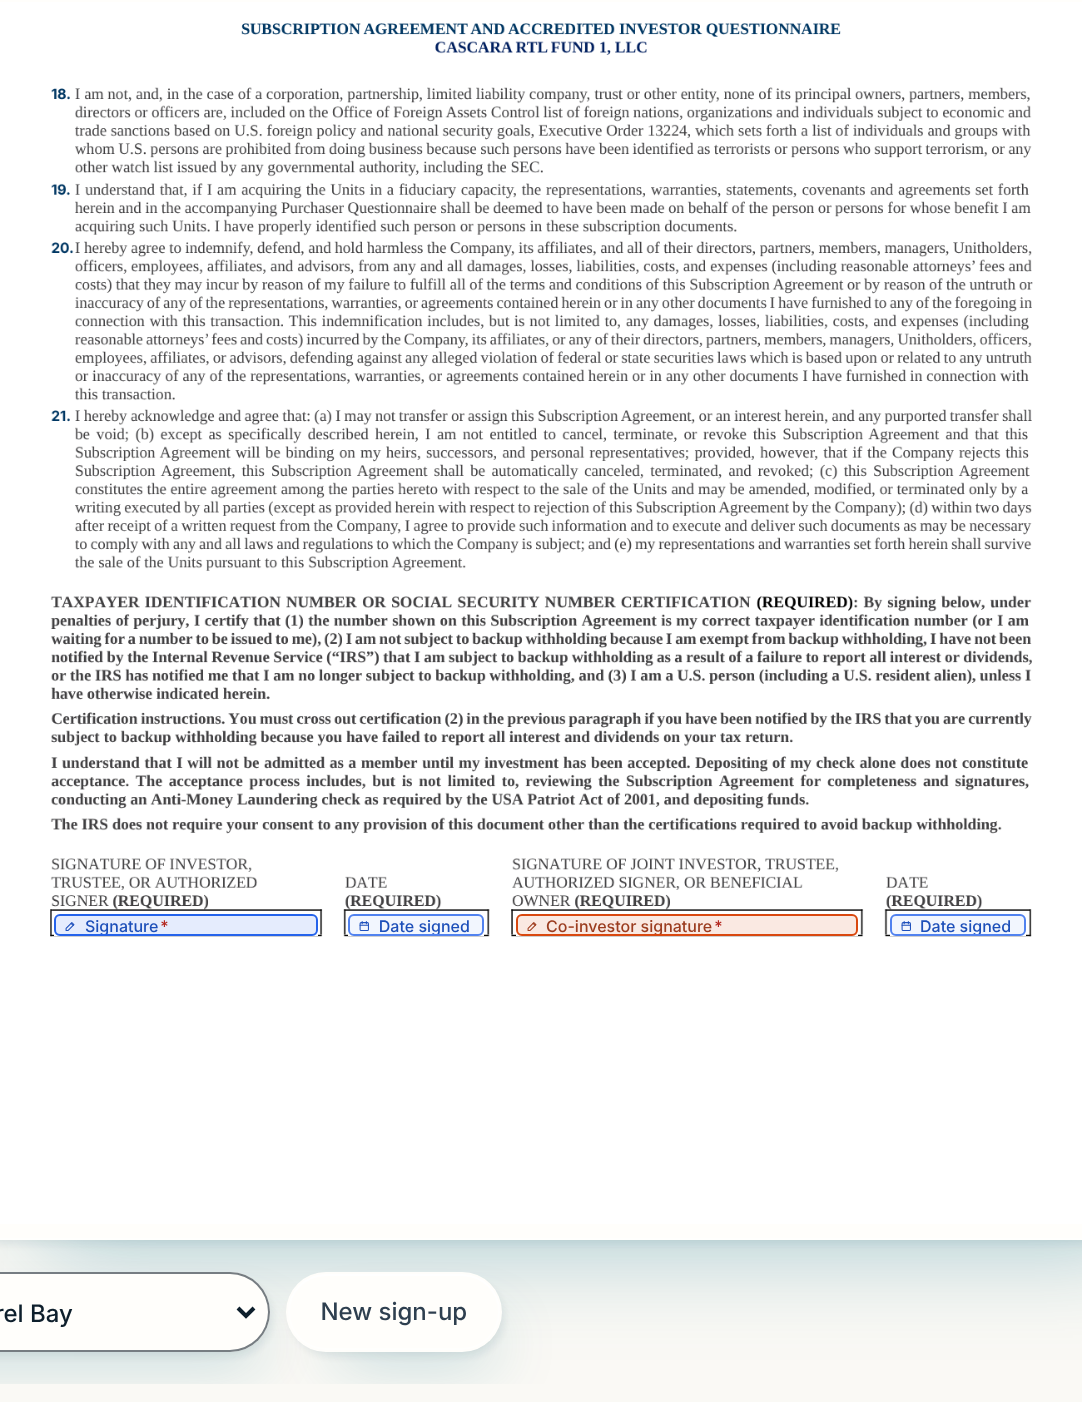 SUBSCRIPTION AGREEMENT AND ACCREDITED INVESTOR QUESTIONNAIRE
CASCARA RTL FUND 1, LLC
18. I am not, and, in the case of a corporation, partnership, limited liability company, trust or other entity, none of its principal owners, partners, members,
directors or officers are, included on the Office of Foreign Assets Control list of foreign nations, organizations and individuals subject to economic and
trade sanctions based on U.S. foreign policy and national security goals, Executive Order 13224, which sets forth a list of individuals and groups with
whom U.S. persons are prohibited from doing business because such persons have been identified as terrorists or persons who support terrorism, or any
other watch list issued by any governmental authority, including the SEC.
19. I understand that, if I am acquiring the Units in a fiduciary capacity, the representations, warranties, statements, covenants and agreements set forth
herein and in the accompanying Purchaser Questionnaire shall be deemed to have been made on behalf of the person or persons for whose benefit I am
acquiring such Units. I have properly identified such person or persons in these subscription documents.
20. I hereby agree to indemnify, defend, and hold harmless the Company, its affiliates, and all of their directors, partners, members, managers, Unitholders,
officers, employees, affiliates, and advisors, from any and all damages, losses, liabilities, costs, and expenses (including reasonable attorneys’ fees and
costs) that they may incur by reason of my failure to fulfill all of the terms and conditions of this Subscription Agreement or by reason of the untruth or
inaccuracy of any of the representations, warranties, or agreements contained herein or in any other documents I have furnished to any of the foregoing in
connection with this transaction. This indemnification includes, but is not limited to, any damages, losses, liabilities, costs, and expenses (including
reasonable attorneys’ fees and costs) incurred by the Company, its affiliates, or any of their directors, partners, members, managers, Unitholders, officers,
employees, affiliates, or advisors, defending against any alleged violation of federal or state securities laws which is based upon or related to any untruth
or inaccuracy of any of the representations, warranties, or agreements contained herein or in any other documents I have furnished in connection with
this transaction.
21. I hereby acknowledge and agree that: (a) I may not transfer or assign this Subscription Agreement, or an interest herein, and any purported transfer shall
be void; (b) except as specifically described herein, I am not entitled to cancel, terminate, or revoke this Subscription Agreement and that this
Subscription Agreement will be binding on my heirs, successors, and personal representatives; provided, however, that if the Company rejects this
Subscription Agreement, this Subscription Agreement shall be automatically canceled, terminated, and revoked; (c) this Subscription Agreement
constitutes the entire agreement among the parties hereto with respect to the sale of the Units and may be amended, modified, or terminated only by a
writing executed by all parties (except as provided herein with respect to rejection of this Subscription Agreement by the Company); (d) within two days
after receipt of a written request from the Company, I agree to provide such information and to execute and deliver such documents as may be necessary
to comply with any and all laws and regulations to which the Company is subject; and (e) my representations and warranties set forth herein shall survive
the sale of the Units pursuant to this Subscription Agreement.
TAXPAYER IDENTIFICATION NUMBER OR SOCIAL SECURITY NUMBER CERTIFICATION (REQUIRED): By signing below, under
penalties of perjury, I certify that (1) the number shown on this Subscription Agreement is my correct taxpayer identification number (or I am
waiting for a number to be issued to me), (2) I am not subject to backup withholding because I am exempt from backup withholding, I have not been
notified by the Internal Revenue Service (“IRS”) that I am subject to backup withholding as a result of a failure to report all interest or dividends,
or the IRS has notified me that I am no longer subject to backup withholding, and (3) I am a U.S. person (including a U.S. resident alien), unless I
have otherwise indicated herein.
Certification instructions. You must cross out certification (2) in the previous paragraph if you have been notified by the IRS that you are currently
subject to backup withholding because you have failed to report all interest and dividends on your tax return.
I understand that I will not be admitted as a member until my investment has been accepted. Depositing of my check alone does not constitute
acceptance. The acceptance process includes, but is not limited to, reviewing the Subscription Agreement for completeness and signatures,
conducting an Anti-Money Laundering check as required by the USA Patriot Act of 2001, and depositing funds.
The IRS does not require your consent to any provision of this document other than the certifications required to avoid backup withholding.
SIGNATURE OF INVESTOR,
TRUSTEE, OR AUTHORIZED
SIGNER (REQUIRED)
DATE
(REQUIRED)
SIGNATURE OF JOINT INVESTOR, TRUSTEE,
AUTHORIZED SIGNER, OR BENEFICIAL
OWNER (REQUIRED)
DATE
(REQUIRED)
Signature*
Date signed
Co-investor signature*
Date signed
rel Bay
New sign-up